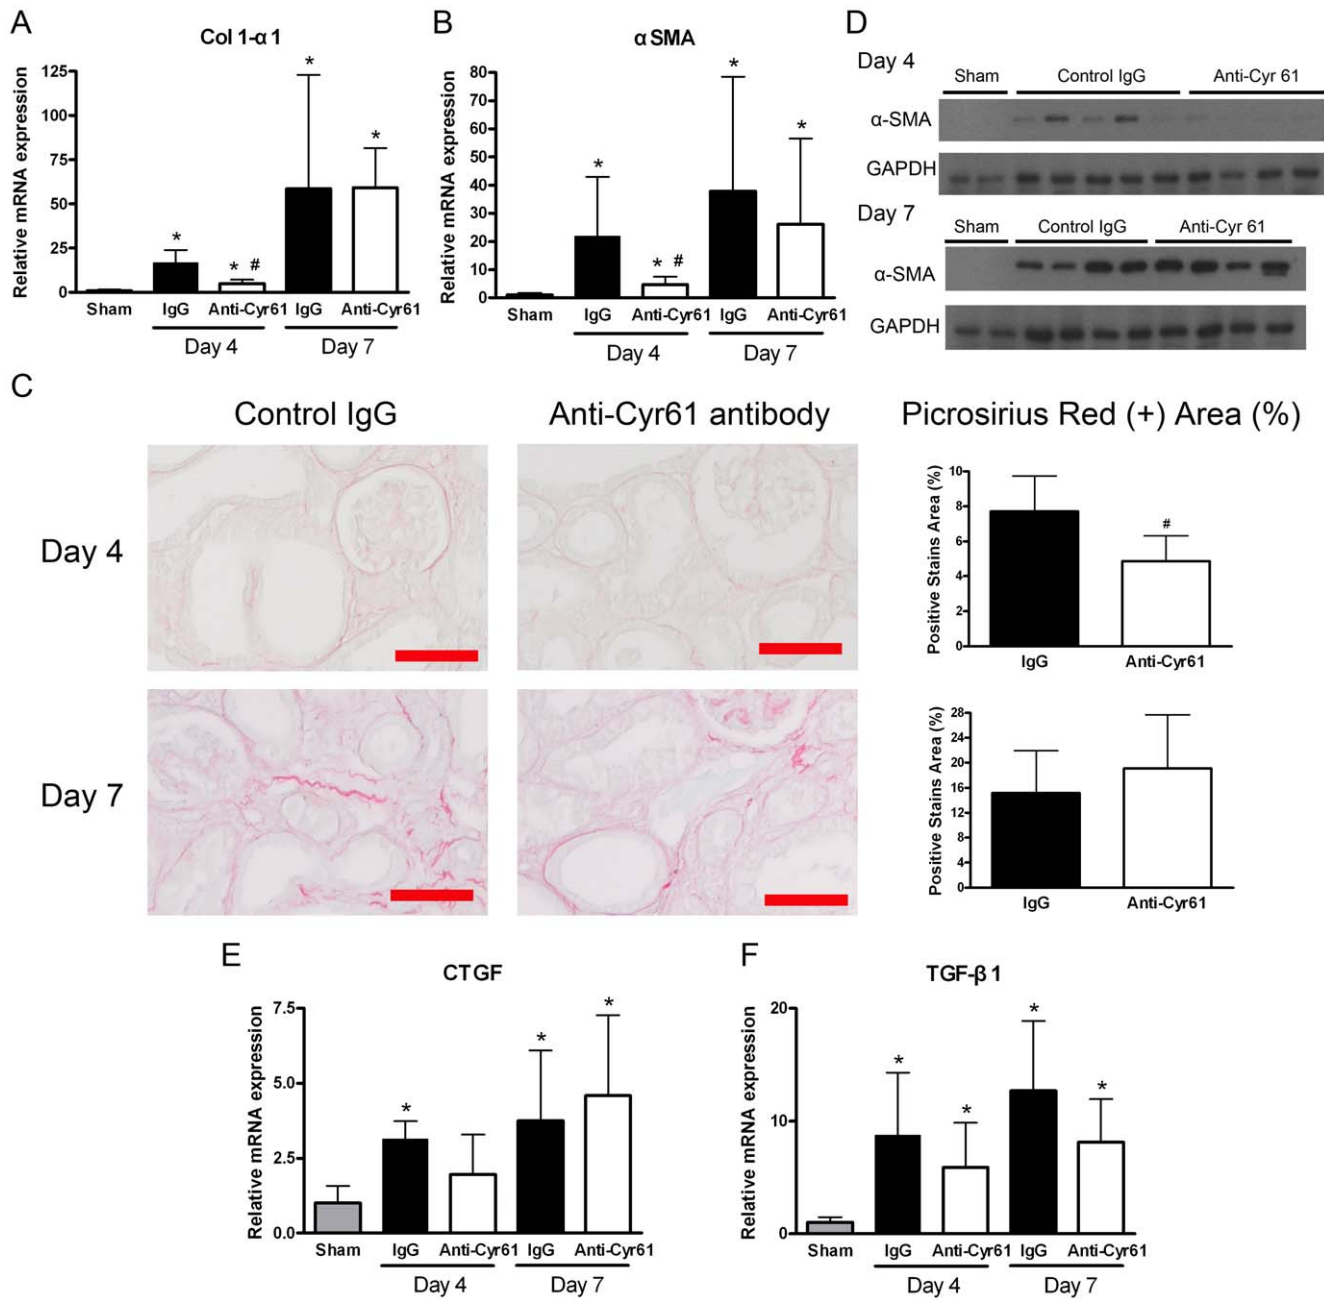 A
Col 1-α1
Relative mRNA expression
125
100
75
50
25
0
*
*
* #
*
*
Sham IgG Anti-Cyr61 IgG Anti-Cyr61
Day 4 Day 7
B
αSMA
Relative mRNA expression
80
70
60
50
40
30
20
10
0
*
* #
*
*
Sham IgG Anti-Cyr61 IgG Anti-Cyr61
Day 4 Day 7
D
Day 4
Sham Control IgG Anti-Cyr 61
α-SMA
GAPDH
Day 7
Sham Control IgG Anti-Cyr 61
α-SMA
GAPDH
C
Control IgG Anti-Cyr61 antibody Picrosirius Red (+) Area (%)
Day 4
Positive Stains Area (%)
10
8
6
4
2
0
#
IgG Anti-Cyr61
Day 7
Positive Stains Area (%)
28
24
20
16
12
8
4
0
IgG Anti-Cyr61
E
CTGF
Relative mRNA expression
7.5
5.0
2.5
0.0
*
*
*
Sham IgG Anti-Cyr61 IgG Anti-Cyr61
Day 4 Day 7
F
TGF-β1
Relative mRNA expression
20
10
0
*
*
*
*
Sham IgG Anti-Cyr61 IgG Anti-Cyr61
Day 4 Day 7